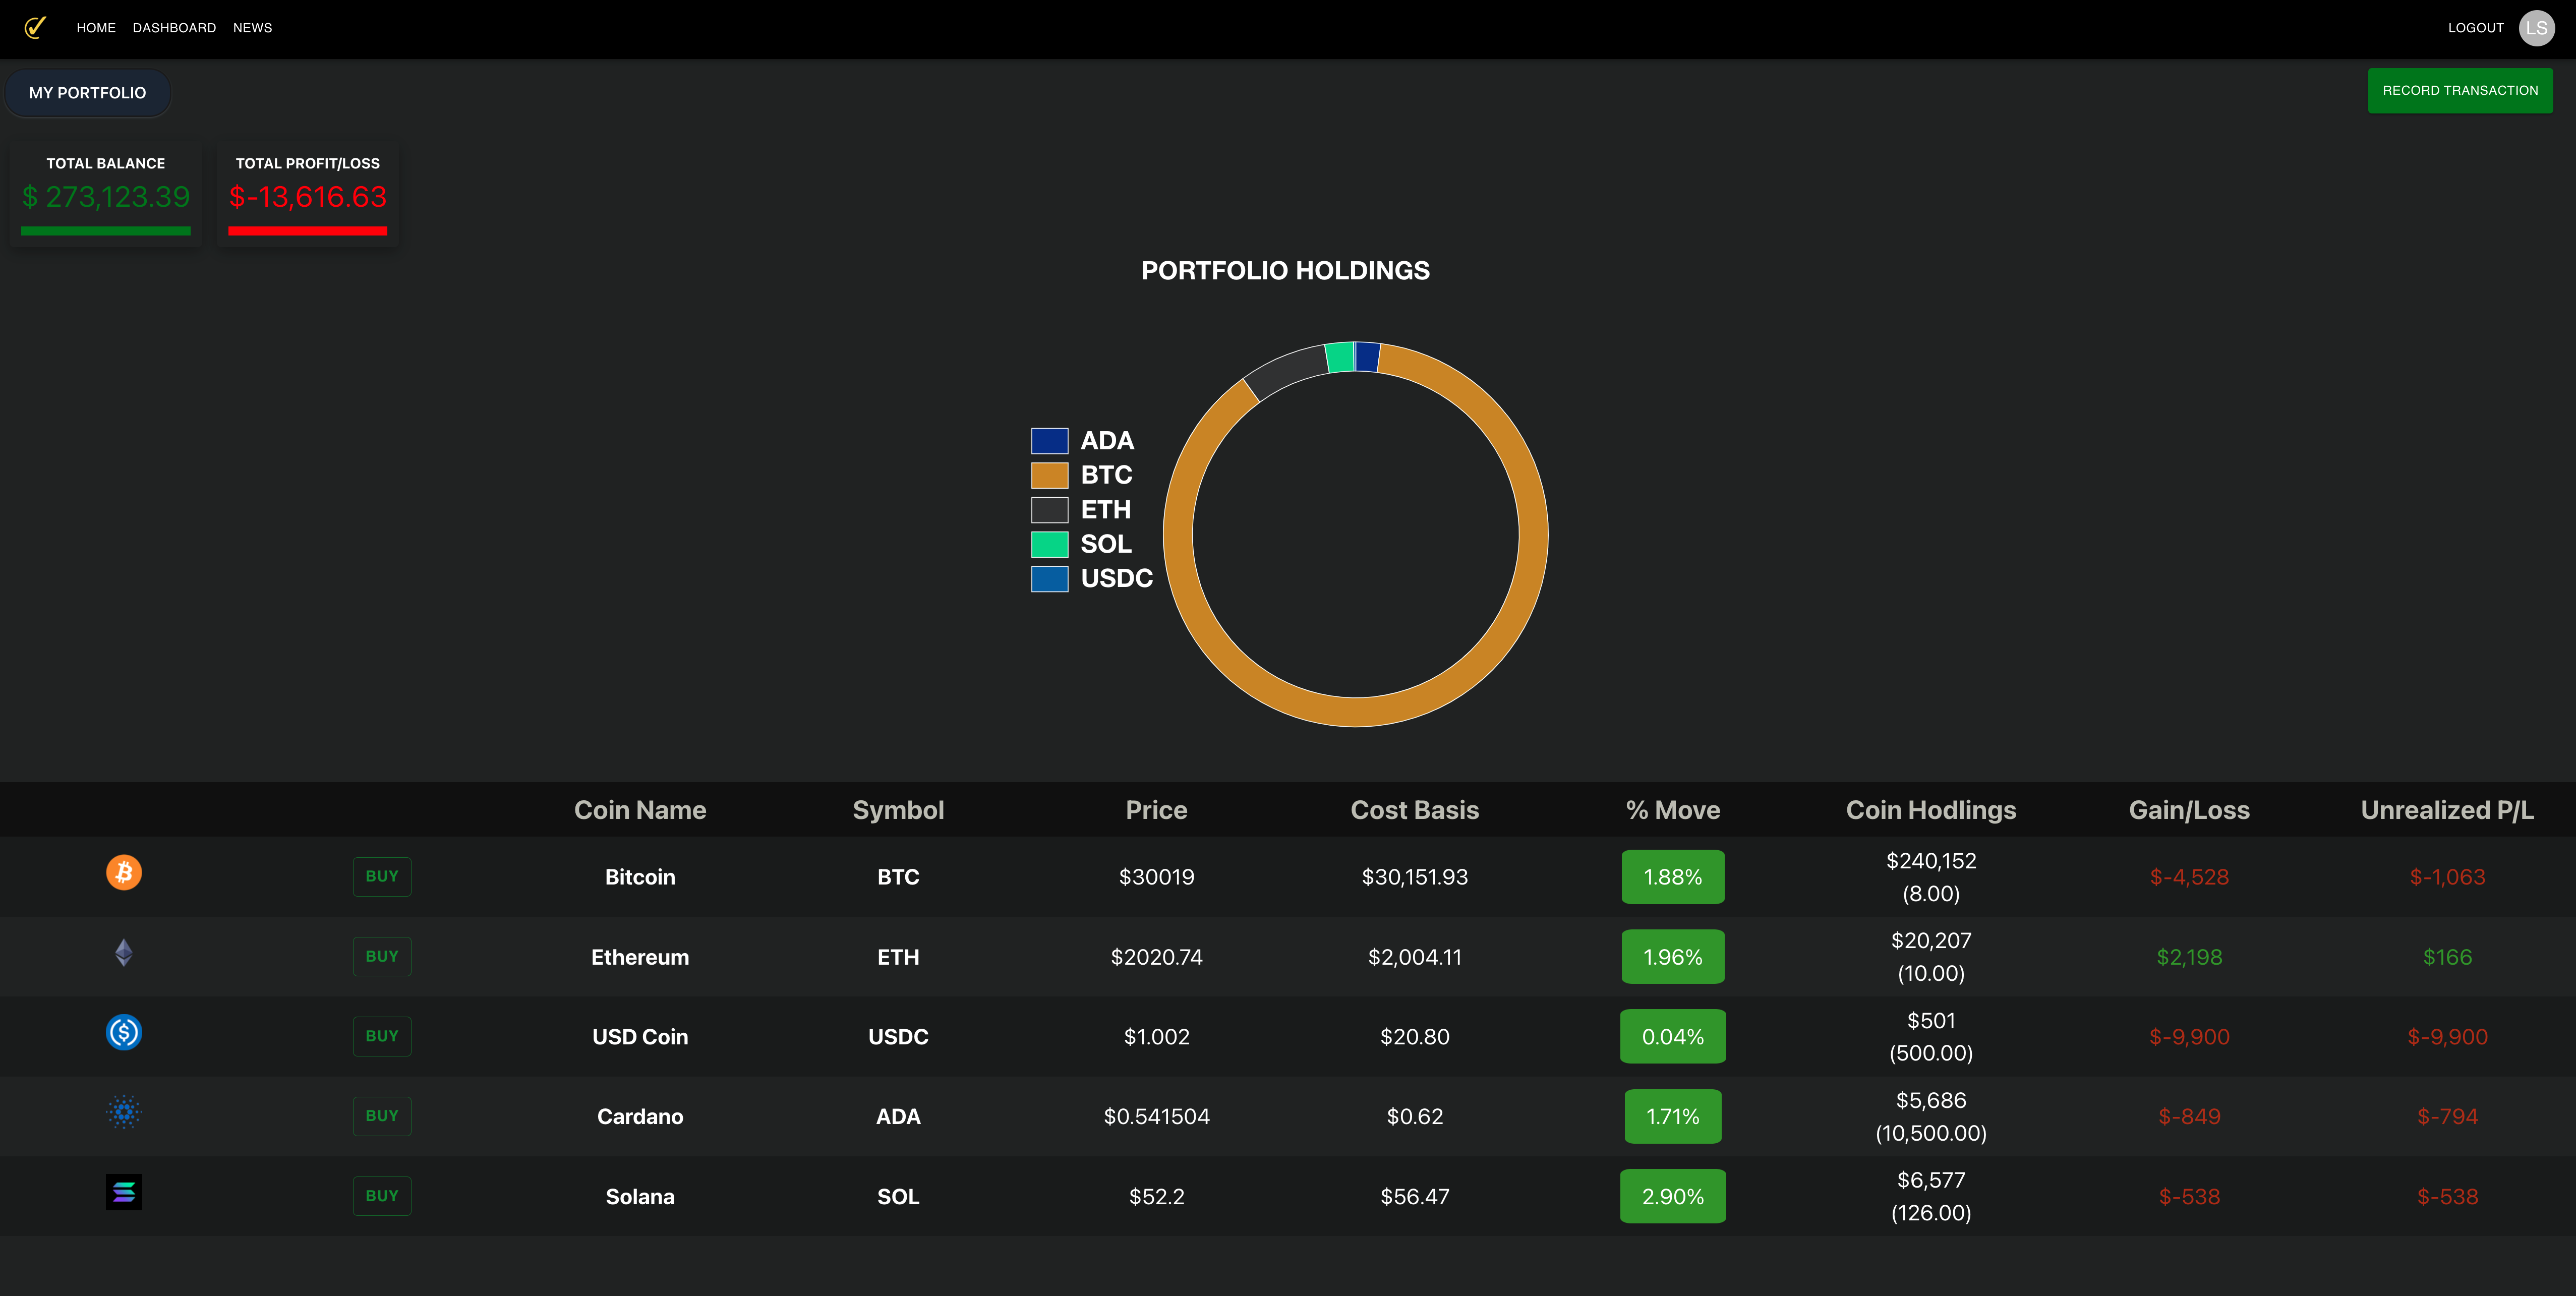 HOME DASHBOARD NEWS LOGOUT LS
MY PORTFOLIO RECORD TRANSACTION
TOTAL BALANCE TOTAL PROFIT/LOSS
$ 273,123.39 $-13,616.63
PORTFOLIO HOLDINGS
ADA
BTC
ETH
SOL
USDC
Coin Name Symbol Price Cost Basis % Move Coin Hodlings Gain/Loss Unrealized P/L
BUY Bitcoin BTC $30019 $30,151.93 1.88% $240,152 $-4,528 $-1,063
(8.00)
BUY Ethereum ETH $2020.74 $2,004.11 1.96% $20,207 $2,198 $166
(10.00)
BUY USD Coin USDC $1.002 $20.80 0.04% $501 $-9,900 $-9,900
(500.00)
BUY Cardano ADA $0.541504 $0.62 1.71% $5,686 $-849 $-794
(10,500.00)
BUY Solana SOL $52.2 $56.47 2.90% $6,577 $-538 $-538
(126.00)